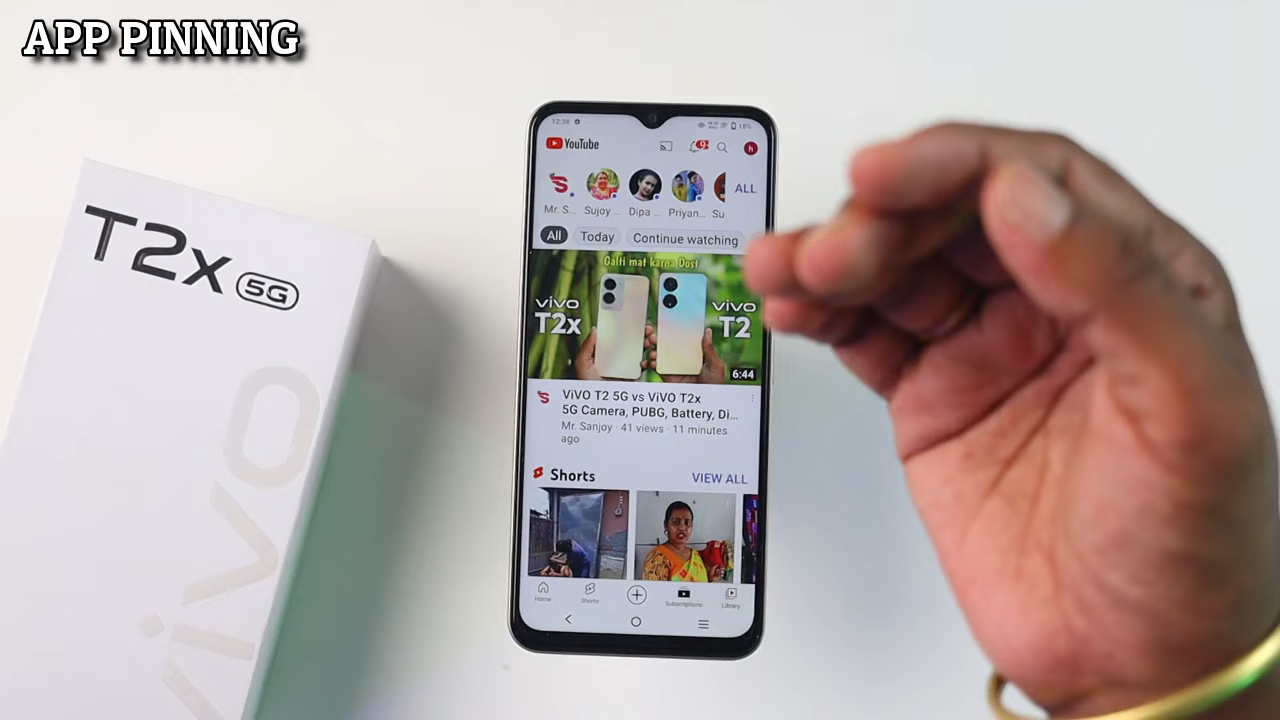 APP PINNING
T2x 5G
vivo
12:38
18%
YouTube
9+
h
Mr. S...
Sujoy ...
Dipa ...
Priyan...
Su
ALL
All
Today
Continue watching
Galti mat karna Dost
vivo
T2x
vivo
T2
6:44
ViVO T2 5G vs ViVO T2x
5G Camera, PUBG, Battery, Di...
Mr. Sanjoy · 41 views · 11 minutes
ago
Shorts
VIEW ALL
Home
Shorts
Subscriptions
Library